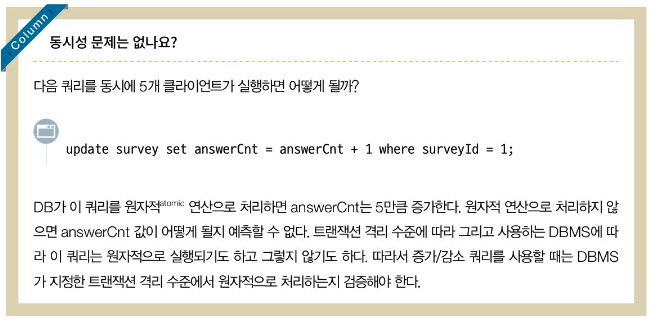 Column
동시성 문제는 없나요?
다음 쿼리를 동시에 5개 클라이언트가 실행하면 어떻게 될까?
update survey set answerCnt = answerCnt + 1 where surveyId = 1;
DB가 이 쿼리를 원자적atomic 연산으로 처리하면 answerCnt는 5만큼 증가한다. 원자적 연산으로 처리하지 않
으면 answerCnt 값이 어떻게 될지 예측할 수 없다. 트랜잭션 격리 수준에 따라 그리고 사용하는 DBMS에 따
라 이 쿼리는 원자적으로 실행되기도 하고 그렇지 않기도 하다. 따라서 증가/감소 쿼리를 사용할 때는 DBMS
가 지정한 트랜잭션 격리 수준에서 원자적으로 처리하는지 검증해야 한다.